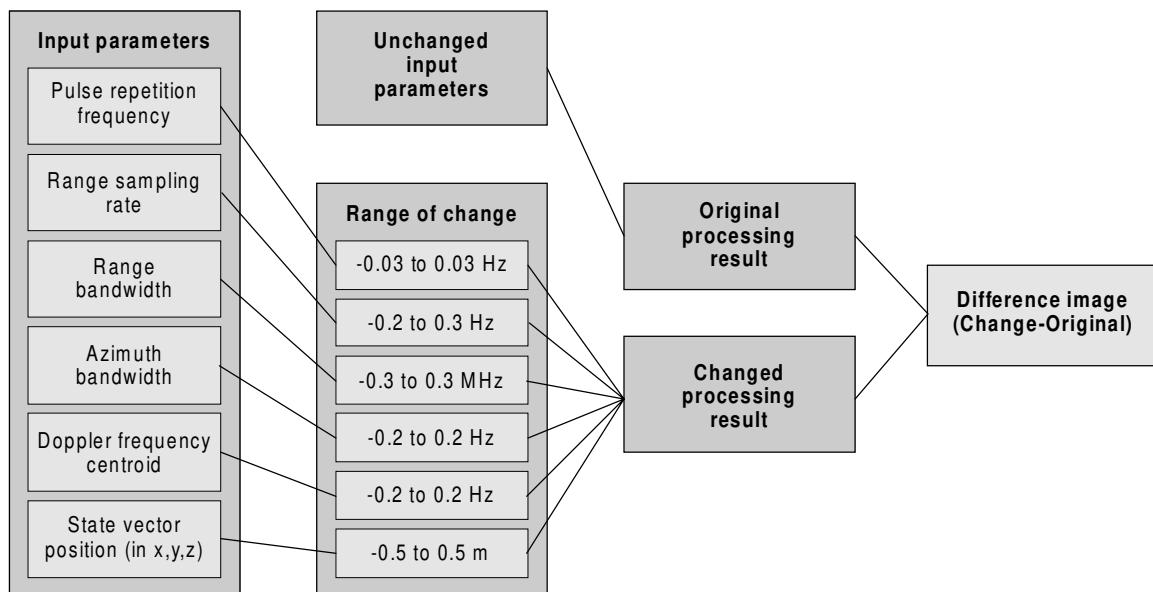 Input parameters
Pulse repetition
frequency
Range sampling
rate
Range
bandwidth
Azimuth
bandwidth
Doppler frequency
centroid
State vector
position (in x,y,z)
Unchanged
input
parameters
Range of change
-0.03 to 0.03 Hz
-0.2 to 0.3 Hz
-0.3 to 0.3 MHz
-0.2 to 0.2 Hz
-0.2 to 0.2 Hz
-0.5 to 0.5 m
Original
processing
result
Changed
processing
result
Difference image
(Change-Original)